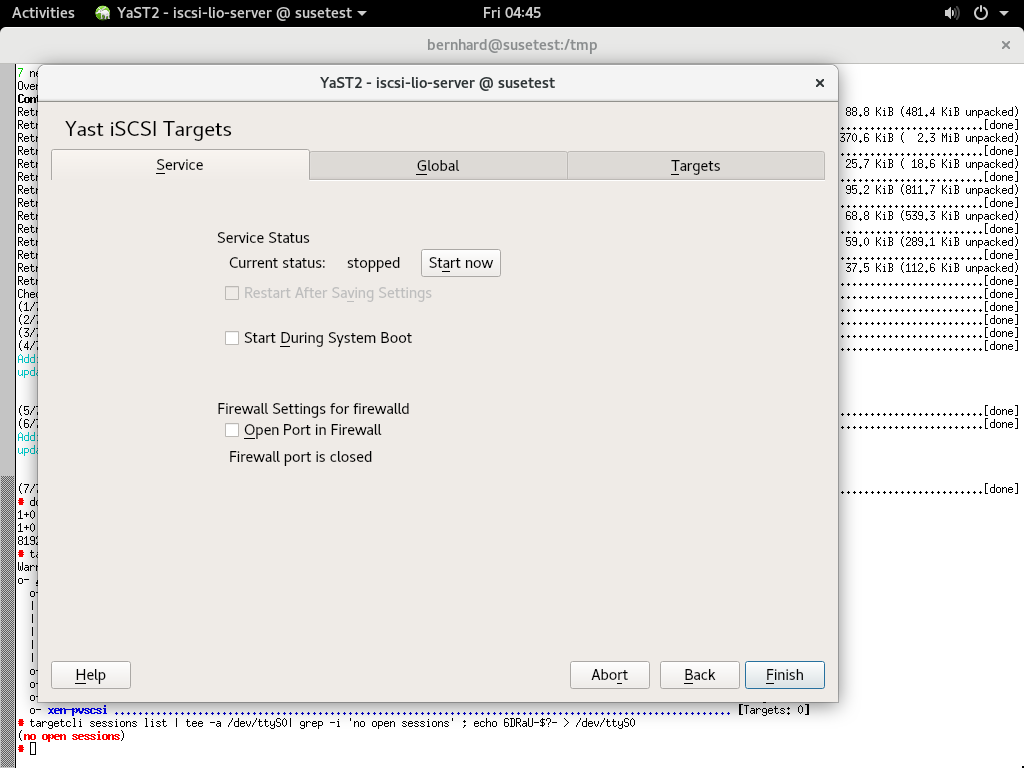 Activities YaST2 - iscsi-lio-server @ susetest Fri 04:45
bernhard@susetest:/tmp
YaST2 - iscsi-lio-server @ susetest
Yast iSCSI Targets
Service Global Targets
Service Status
Current status: stopped Start now
Restart After Saving Settings
Start During System Boot
Firewall Settings for firewalld
Open Port in Firewall
Firewall port is closed
Help Abort Back Finish
88.8 KiB (481.4 KiB unpacked)
[done]
370.6 KiB ( 2.3 MiB unpacked)
[done]
25.7 KiB ( 18.6 KiB unpacked)
[done]
95.2 KiB (811.7 KiB unpacked)
[done]
68.8 KiB (539.3 KiB unpacked)
[done]
59.0 KiB (289.1 KiB unpacked)
[done]
37.5 KiB (112.6 KiB unpacked)
[done]
[done]
[done]
[done]
[done]
[done]
[done]
[done]
[done]
o- xen-pvscsi [Targets: 0]
# targetcli sessions list | tee -a /dev/ttyS0| grep -i 'no open sessions' ; echo 6DRaU-$?- > /dev/ttyS0
(no open sessions)
#